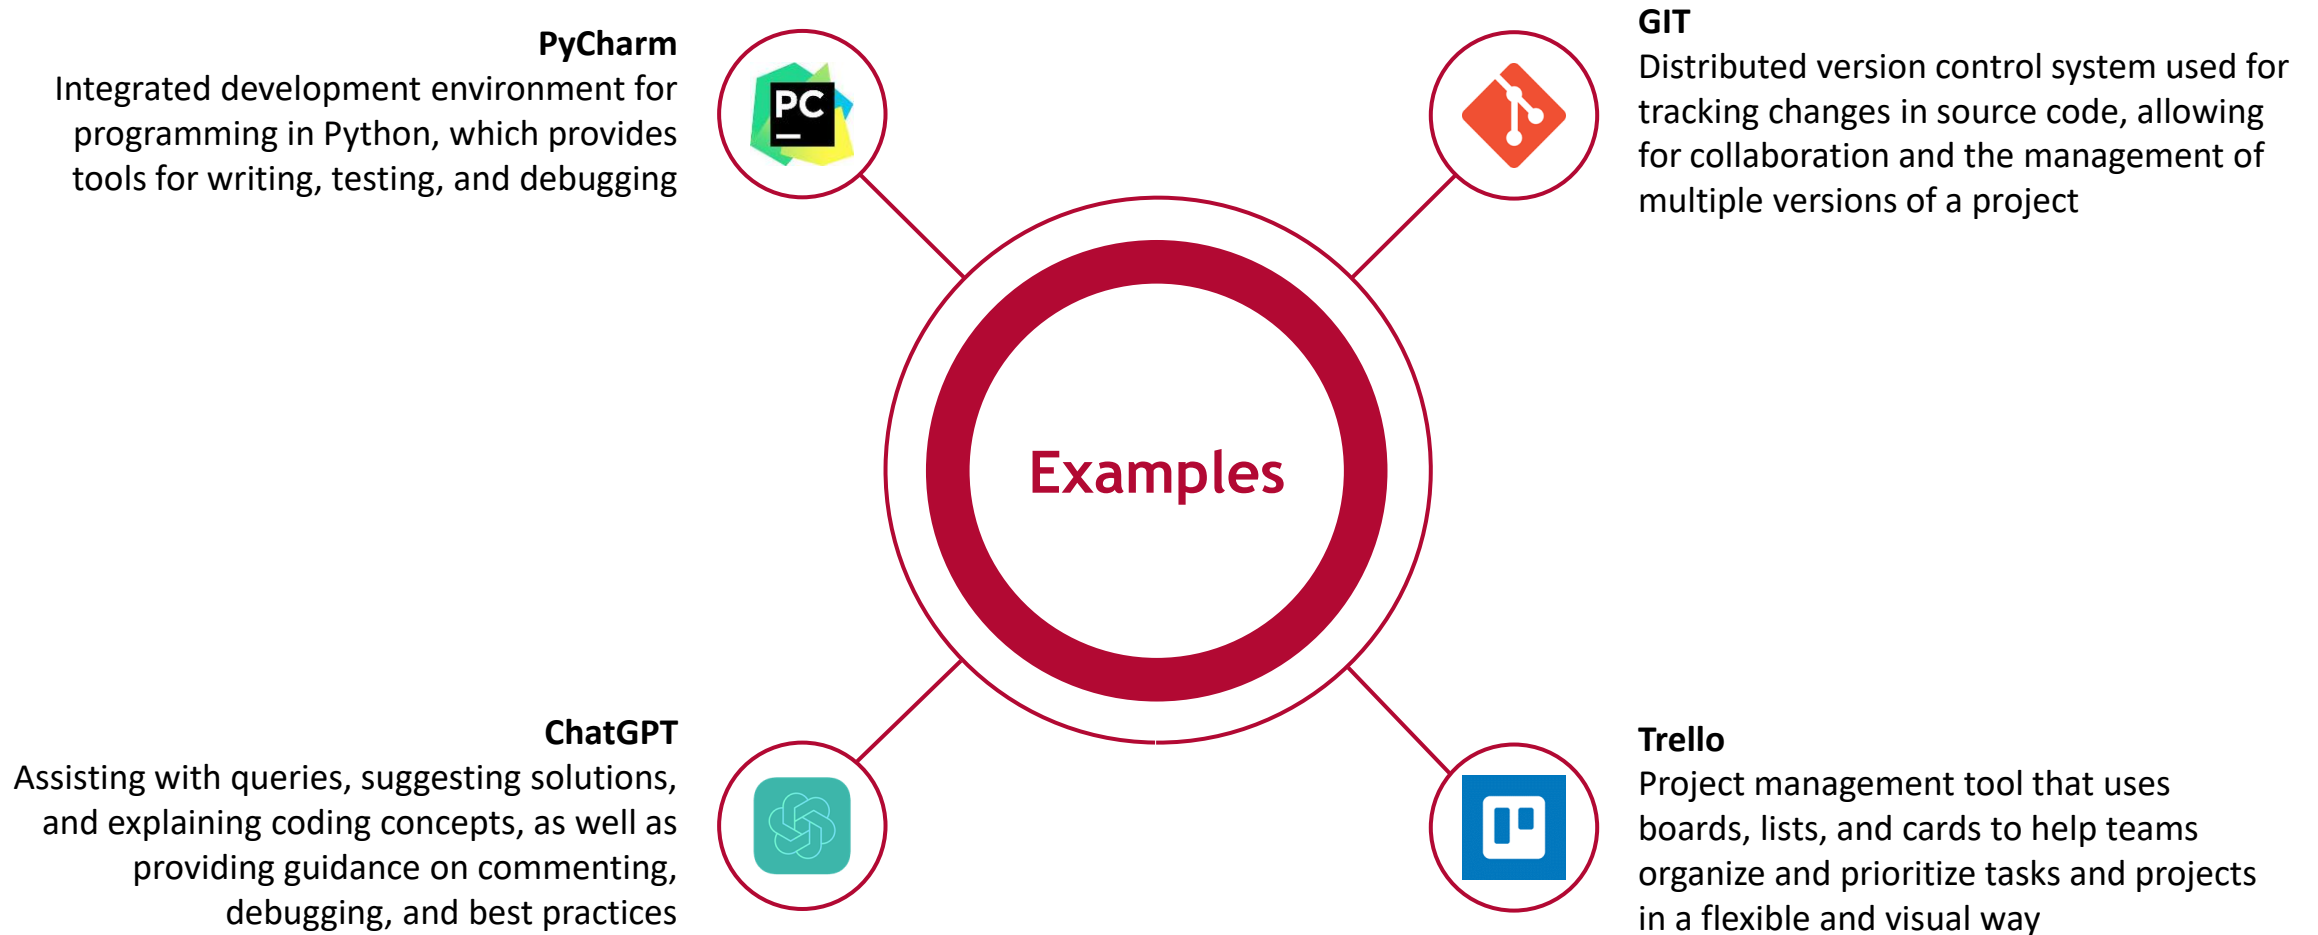 PyCharm
Integrated development environment for
programming in Python, which provides
tools for writing, testing, and debugging
PC
GIT
Distributed version control system used for
tracking changes in source code, allowing
for collaboration and the management of
multiple versions of a project
Examples
ChatGPT
Assisting with queries, suggesting solutions,
and explaining coding concepts, as well as
providing guidance on commenting,
debugging, and best practices
Trello
Project management tool that uses
boards, lists, and cards to help teams
organize and prioritize tasks and projects
in a flexible and visual way